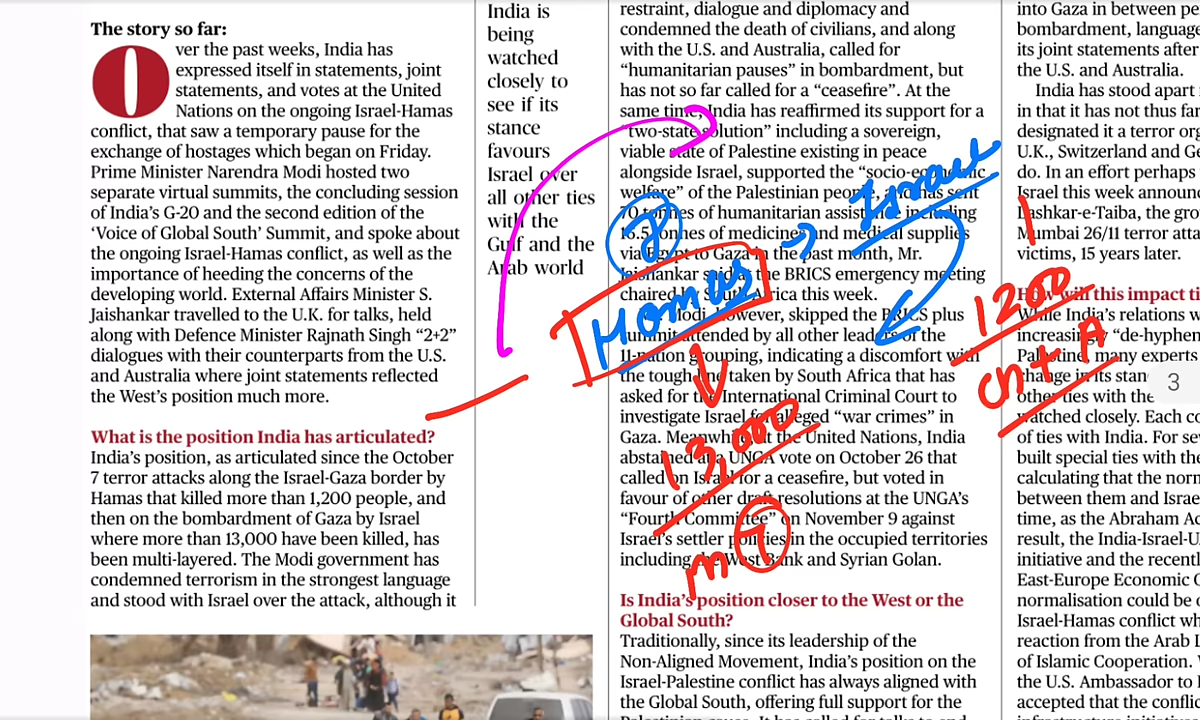 The story so far:
Over the past weeks, India has
expressed itself in statements, joint
statements, and votes at the United
Nations on the ongoing Israel-Hamas
conflict, that saw a temporary pause for the
exchange of hostages which began on Friday.
Prime Minister Narendra Modi hosted two
separate virtual summits, the concluding session
of India's G-20 and the second edition of the
'Voice of Global South' Summit, and spoke about
the ongoing Israel-Hamas conflict, as well as the
importance of heeding the concerns of the
developing world. External Affairs Minister S.
Jaishankar travelled to the U.K. for talks, held
along with Defence Minister Rajnath Singh "2+2"
dialogues with their counterparts from the U.S.
and Australia where joint statements reflected
the West's position much more.
What is the position India has articulated?
India's position, as articulated since the October
7 terror attacks along the Israel-Gaza border by
Hamas that killed more than 1,200 people, and
then on the bombardment of Gaza by Israel
where more than 13,000 have been killed, has
been multi-layered. The Modi government has
condemned terrorism in the strongest language
and stood with Israel over the attack, although it
India is
being
watched
closely to
see if its
stance
favours
Israel over
all other ties
with the
Gulf and the
Arab world
restraint, dialogue and diplomacy and
condemned the death of civilians, and along
with the U.S. and Australia, called for
"humanitarian pauses" in bombardment, but
has not so far called for a "ceasefire". At the
same time, India has reaffirmed its support for a
"two-state solution" including a sovereign,
viable state of Palestine existing in peace
alongside Israel, supported the "socio-economic
welfare" of the Palestinian people, and has sent
70 tonnes of humanitarian assistance including
16.5 tonnes of medicines and medical supplies
via Egypt to Gaza in the past month, Mr.
Jaishankar said at the BRICS emergency meeting
chaired by South Africa this week.
Modi however, skipped the BRICS plus
summit attended by all other leaders of the
11-nation grouping, indicating a discomfort with
the tough line taken by South Africa that has
asked for the International Criminal Court to
investigate Israel for alleged "war crimes" in
Gaza. Meanwhile at the United Nations, India
abstained at a UNGA vote on October 26 that
called on Israel for a ceasefire, but voted in
favour of other draft resolutions at the UNGA's
"Fourth Committee" on November 9 against
Israel's settler policies in the occupied territories
including the West Bank and Syrian Golan.
Is India's position closer to the West or the
Global South?
Traditionally, since its leadership of the
Non-Aligned Movement, India's position on the
Israel-Palestine conflict has always aligned with
the Global South, offering full support for the
into Gaza in between pe
bombardment, language
its joint statements after
the U.S. and Australia.
India has stood apart
in that it has not thus fa
designated it a terror org
U.K., Switzerland and Ge
do. In an effort perhaps
Israel this week announ
Lashkar-e-Taiba, the gro
Mumbai 26/11 terror atta
victims, 15 years later.
How will this impact ti
While India's relations w
increasingly "de-hyphen
Palestine, many experts
change in its stan
other ties with the
watched closely. Each co
of ties with India. For se
built special ties with the
calculating that the norm
between them and Israe
time, as the Abraham Ac
result, the India-Israel-U
initiative and the recentl
East-Europe Economic C
normalisation could be o
Israel-Hamas conflict wh
reaction from the Arab L
of Islamic Cooperation.
the U.S. Ambassador to
accepted that the conflic
3
7
Homas → Israel
1200
Ch + A
13,000
m T